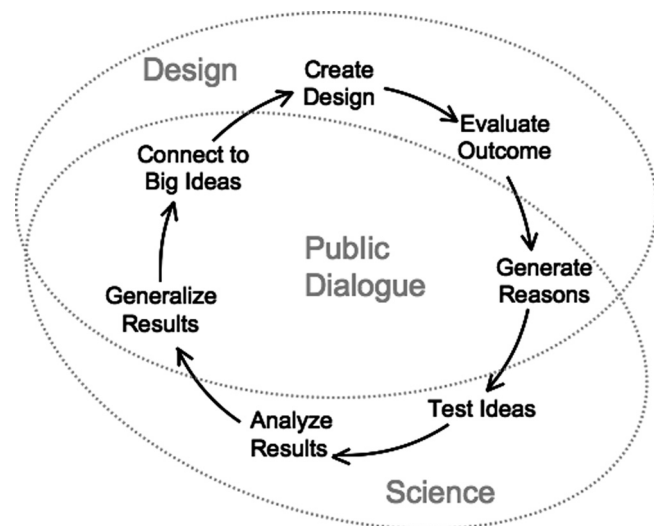 Design
Create
Design
Evaluate
Outcome
Connect to
Big Ideas
Public
Dialogue
Generate
Reasons
Generalize
Results
Test Ideas
Analyze
Results
Science